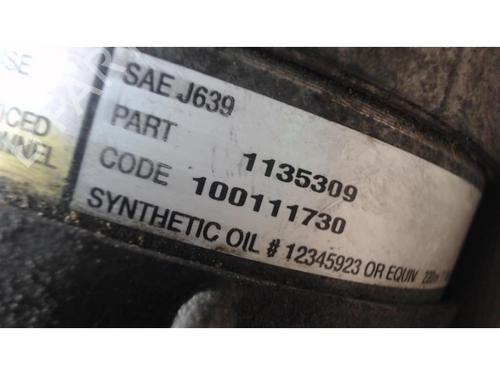 SAE J639
PART 1135309
CODE 100111730
SYNTHETIC OIL # 12345923 OR EQUIV.